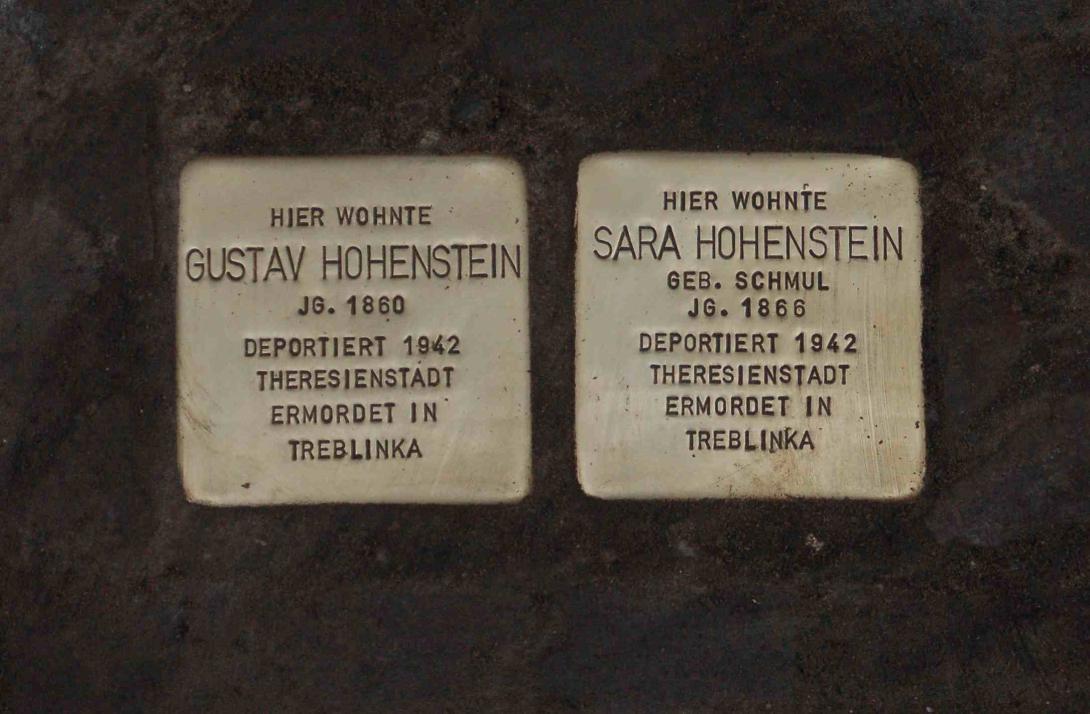 HIER WOHNTE
GUSTAV HOHENSTEIN
JG. 1860
DEPORTIERT 1942
THERESIENSTADT
ERMORDET IN
TREBLINKA
HIER WOHNTE
SARA HOHENSTEIN
GEB. SCHMUL
JG. 1866
DEPORTIERT 1942
THERESIENSTADT
ERMORDET IN
TREBLINKA